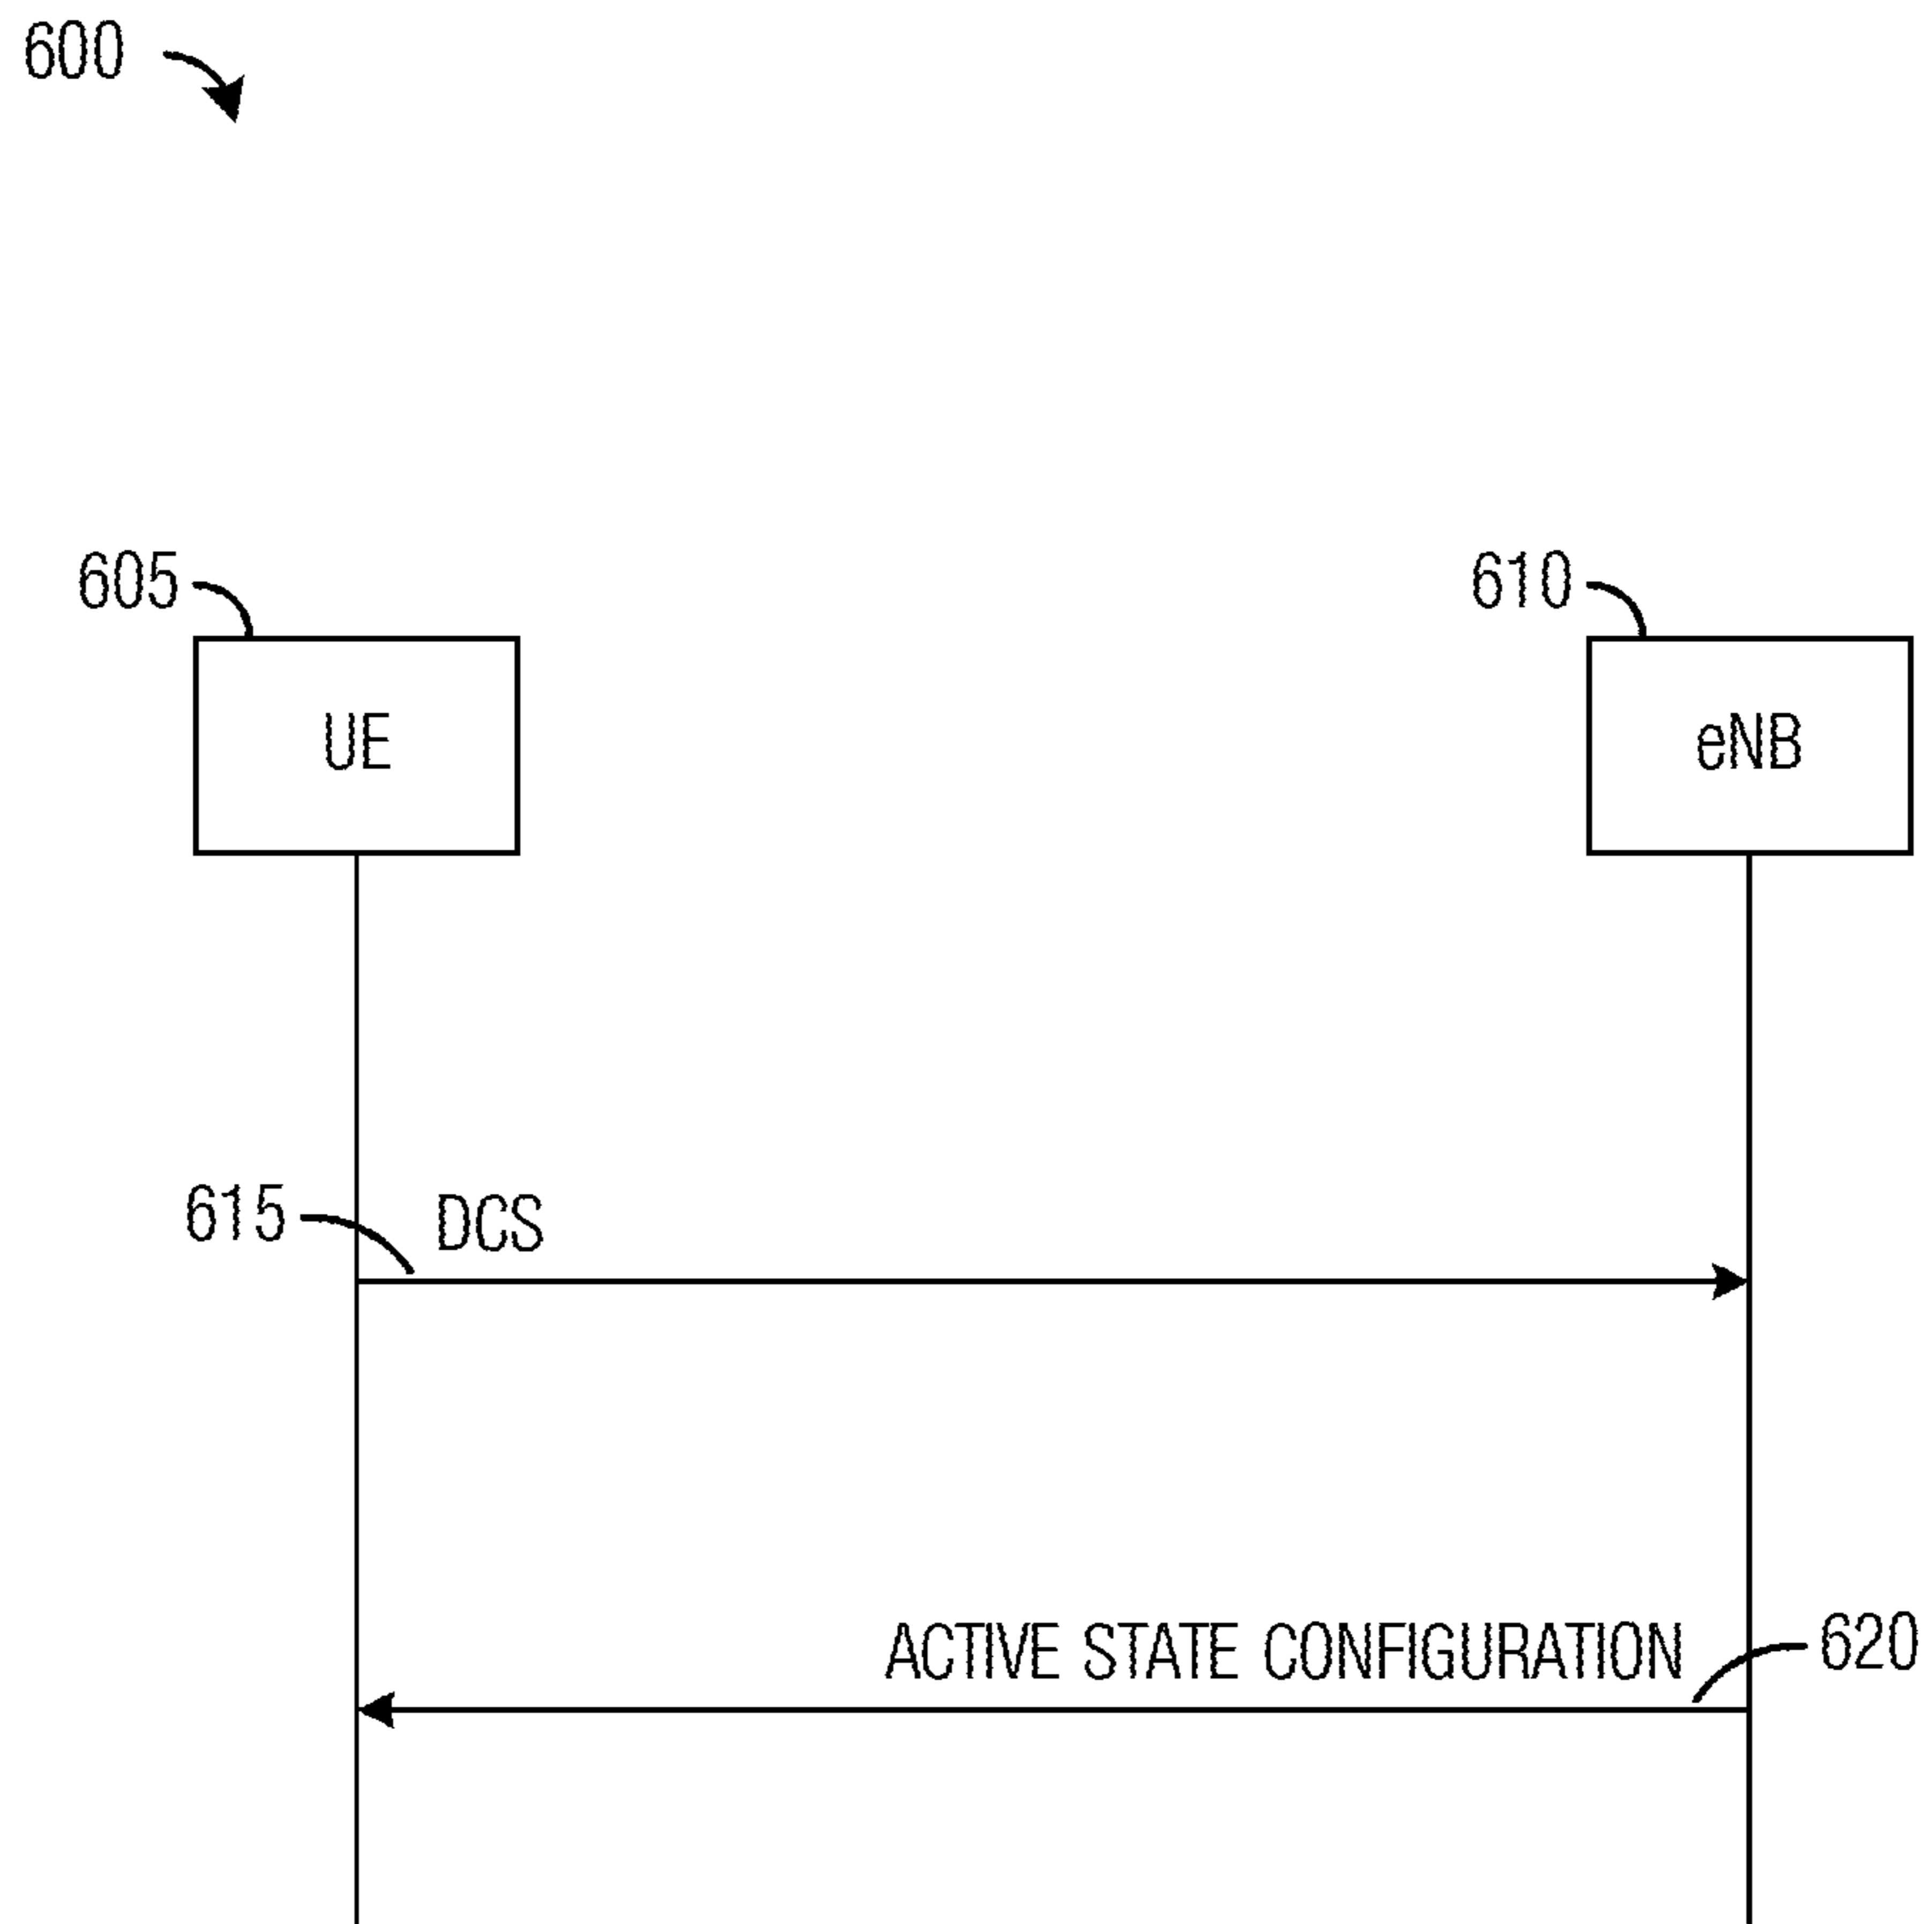 600
605
610
UE
eNB
615
DCS
ACTIVE STATE CONFIGURATION
620